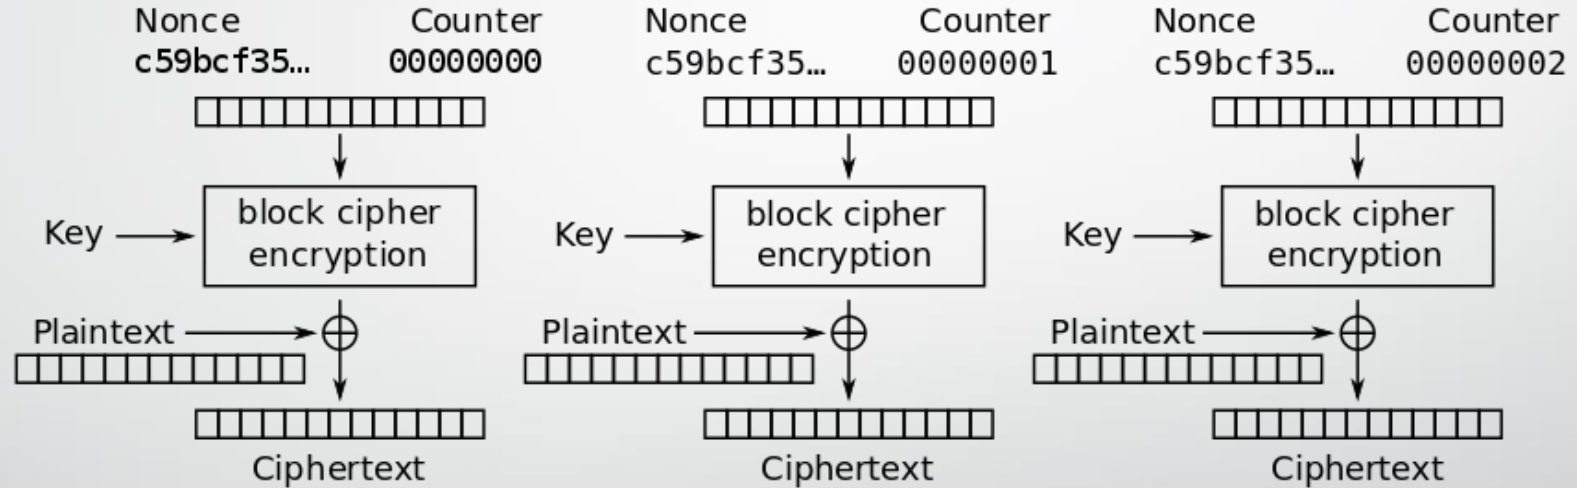 Nonce Counter
c59bcf35… 00000000
Key
block cipher
encryption
Plaintext
Ciphertext
Nonce Counter
c59bcf35… 00000001
Key
block cipher
encryption
Plaintext
Ciphertext
Nonce Counter
c59bcf35… 00000002
Key
block cipher
encryption
Plaintext
Ciphertext